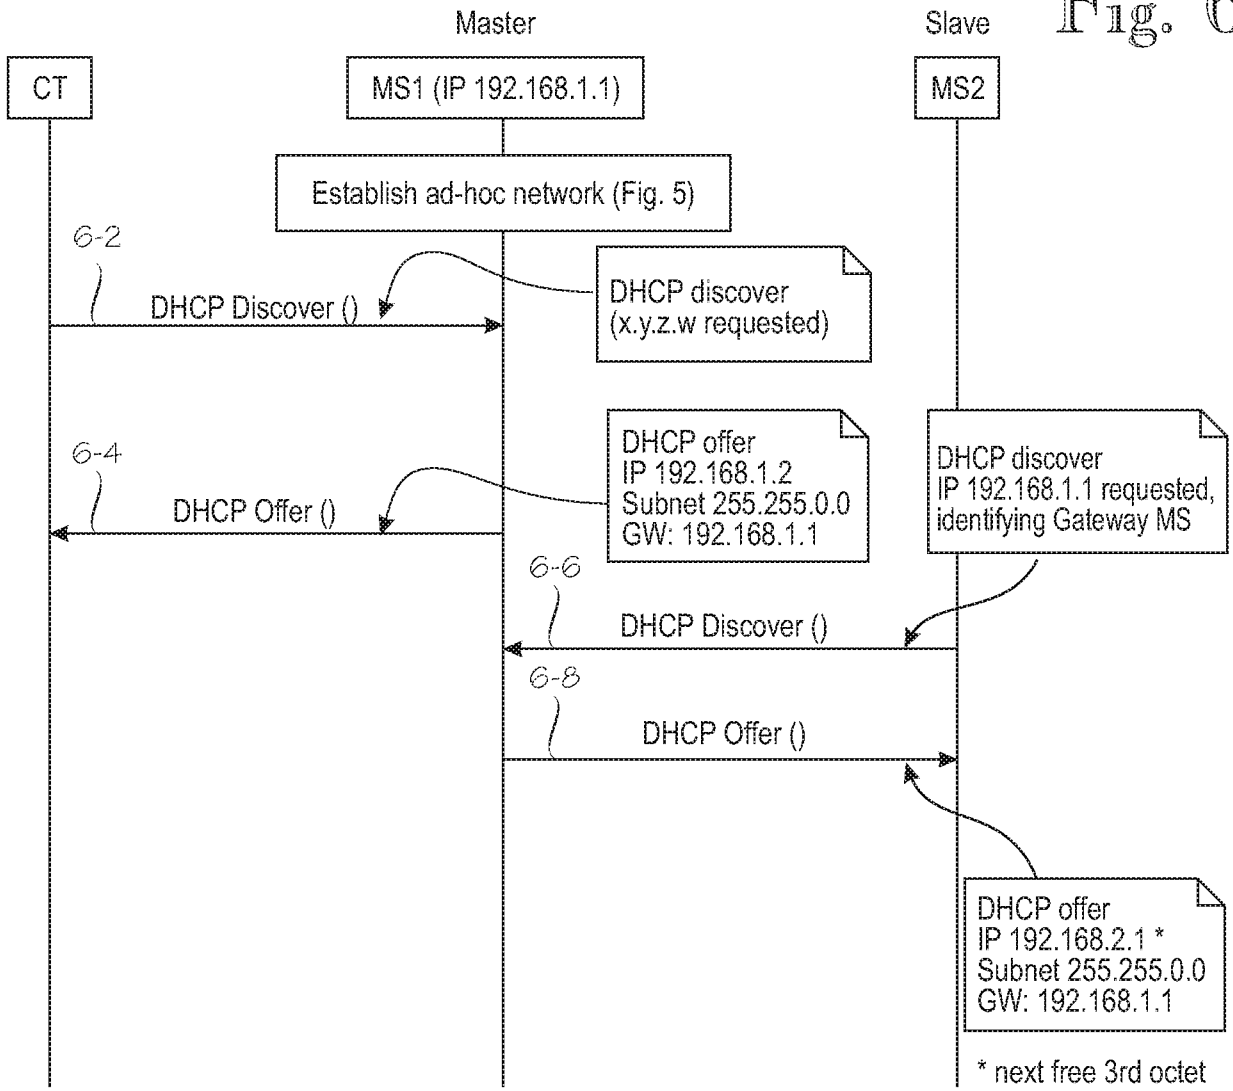 Fig. 6
Master
Slave
CT
MS1 (IP 192.168.1.1)
MS2
Establish ad-hoc network (Fig. 5)
6-2
DHCP Discover ()
DHCP discover
(x.y.z.w requested)
6-4
DHCP Offer ()
DHCP offer
IP 192.168.1.2
Subnet 255.255.0.0
GW: 192.168.1.1
DHCP discover
IP 192.168.1.1 requested,
identifying Gateway MS
6-6
DHCP Discover ()
6-8
DHCP Offer ()
DHCP offer
IP 192.168.2.1 *
Subnet 255.255.0.0
GW: 192.168.1.1
* next free 3rd octet